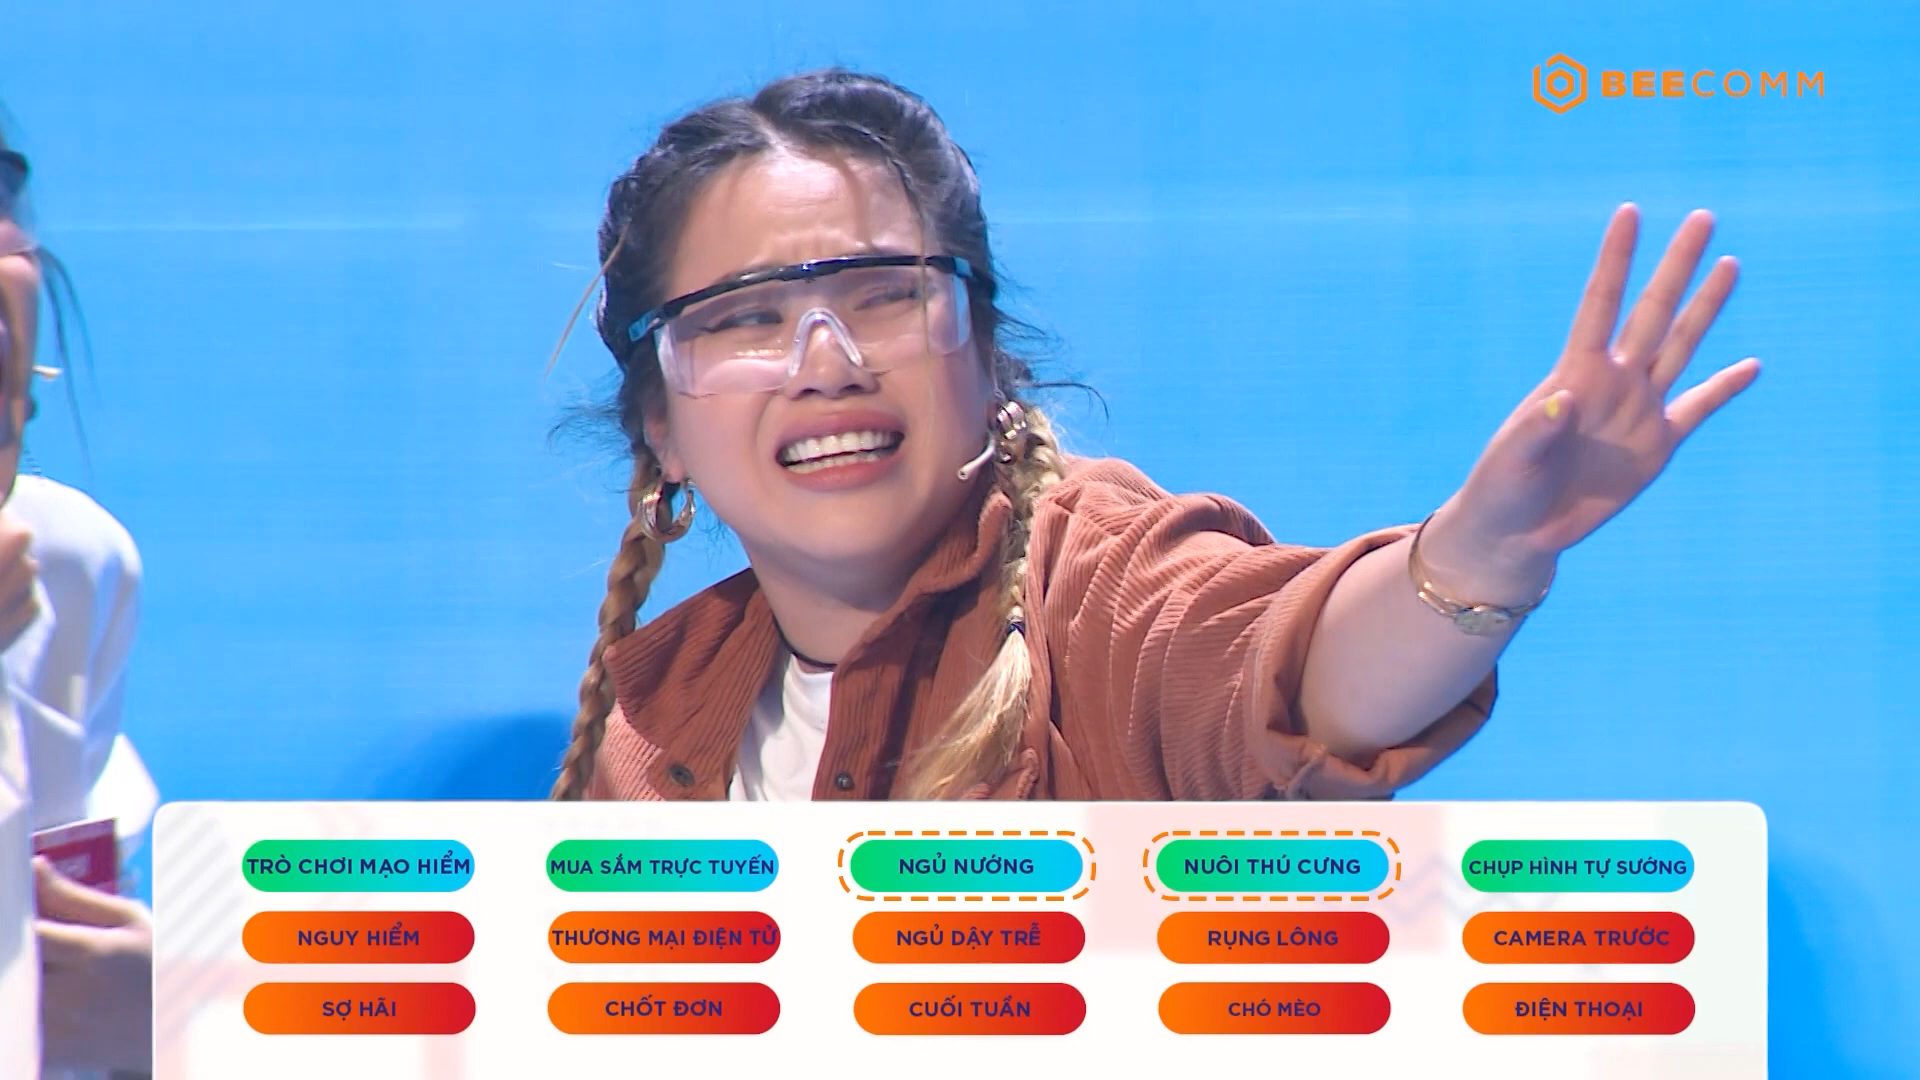 BEECOMM
TRÒ CHƠI MẠO HIỂM
MUA SẮM TRỰC TUYẾN
NGỦ NƯỚNG
NUÔI THÚ CƯNG
CHỤP HÌNH TỰ SƯỚNG
NGUY HIỂM
THƯƠNG MẠI ĐIỆN TỬ
NGỦ DẬY TRỄ
RỤNG LÔNG
CAMERA TRƯỚC
SỢ HÃI
CHỐT ĐƠN
CUỐI TUẦN
CHÓ MÈO
ĐIỆN THOẠI